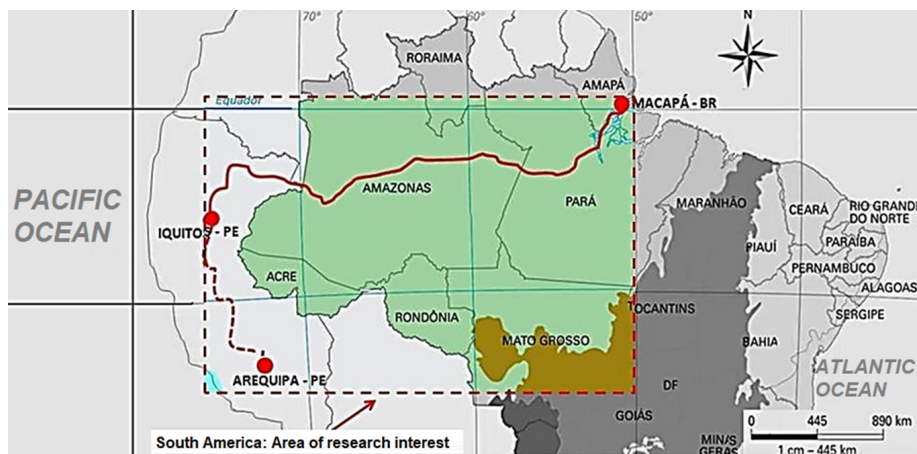 70°
60°
50°
N
RORAIMA
AMAPÁ
Equador
MACAPÁ - BR
PACIFIC
OCEAN
AMAZONAS
PARÁ
MARANHÃO
CEARÁ
RIO GRANDE
DO NORTE
IQUITOS - PE
PIAUÍ
PARAÍBA
PERNAMBUCO
ACRE
ALAGOAS
RONDÔNIA
TOCANTINS
SERGIPE
MATO GROSSO
BAHIA
AREQUIPA - PE
ATLANTIC
OCEAN
DF
GOIÁS
0 445 890 km
1 cm – 445 km
MINAS
GERAS
South America: Area of research interest